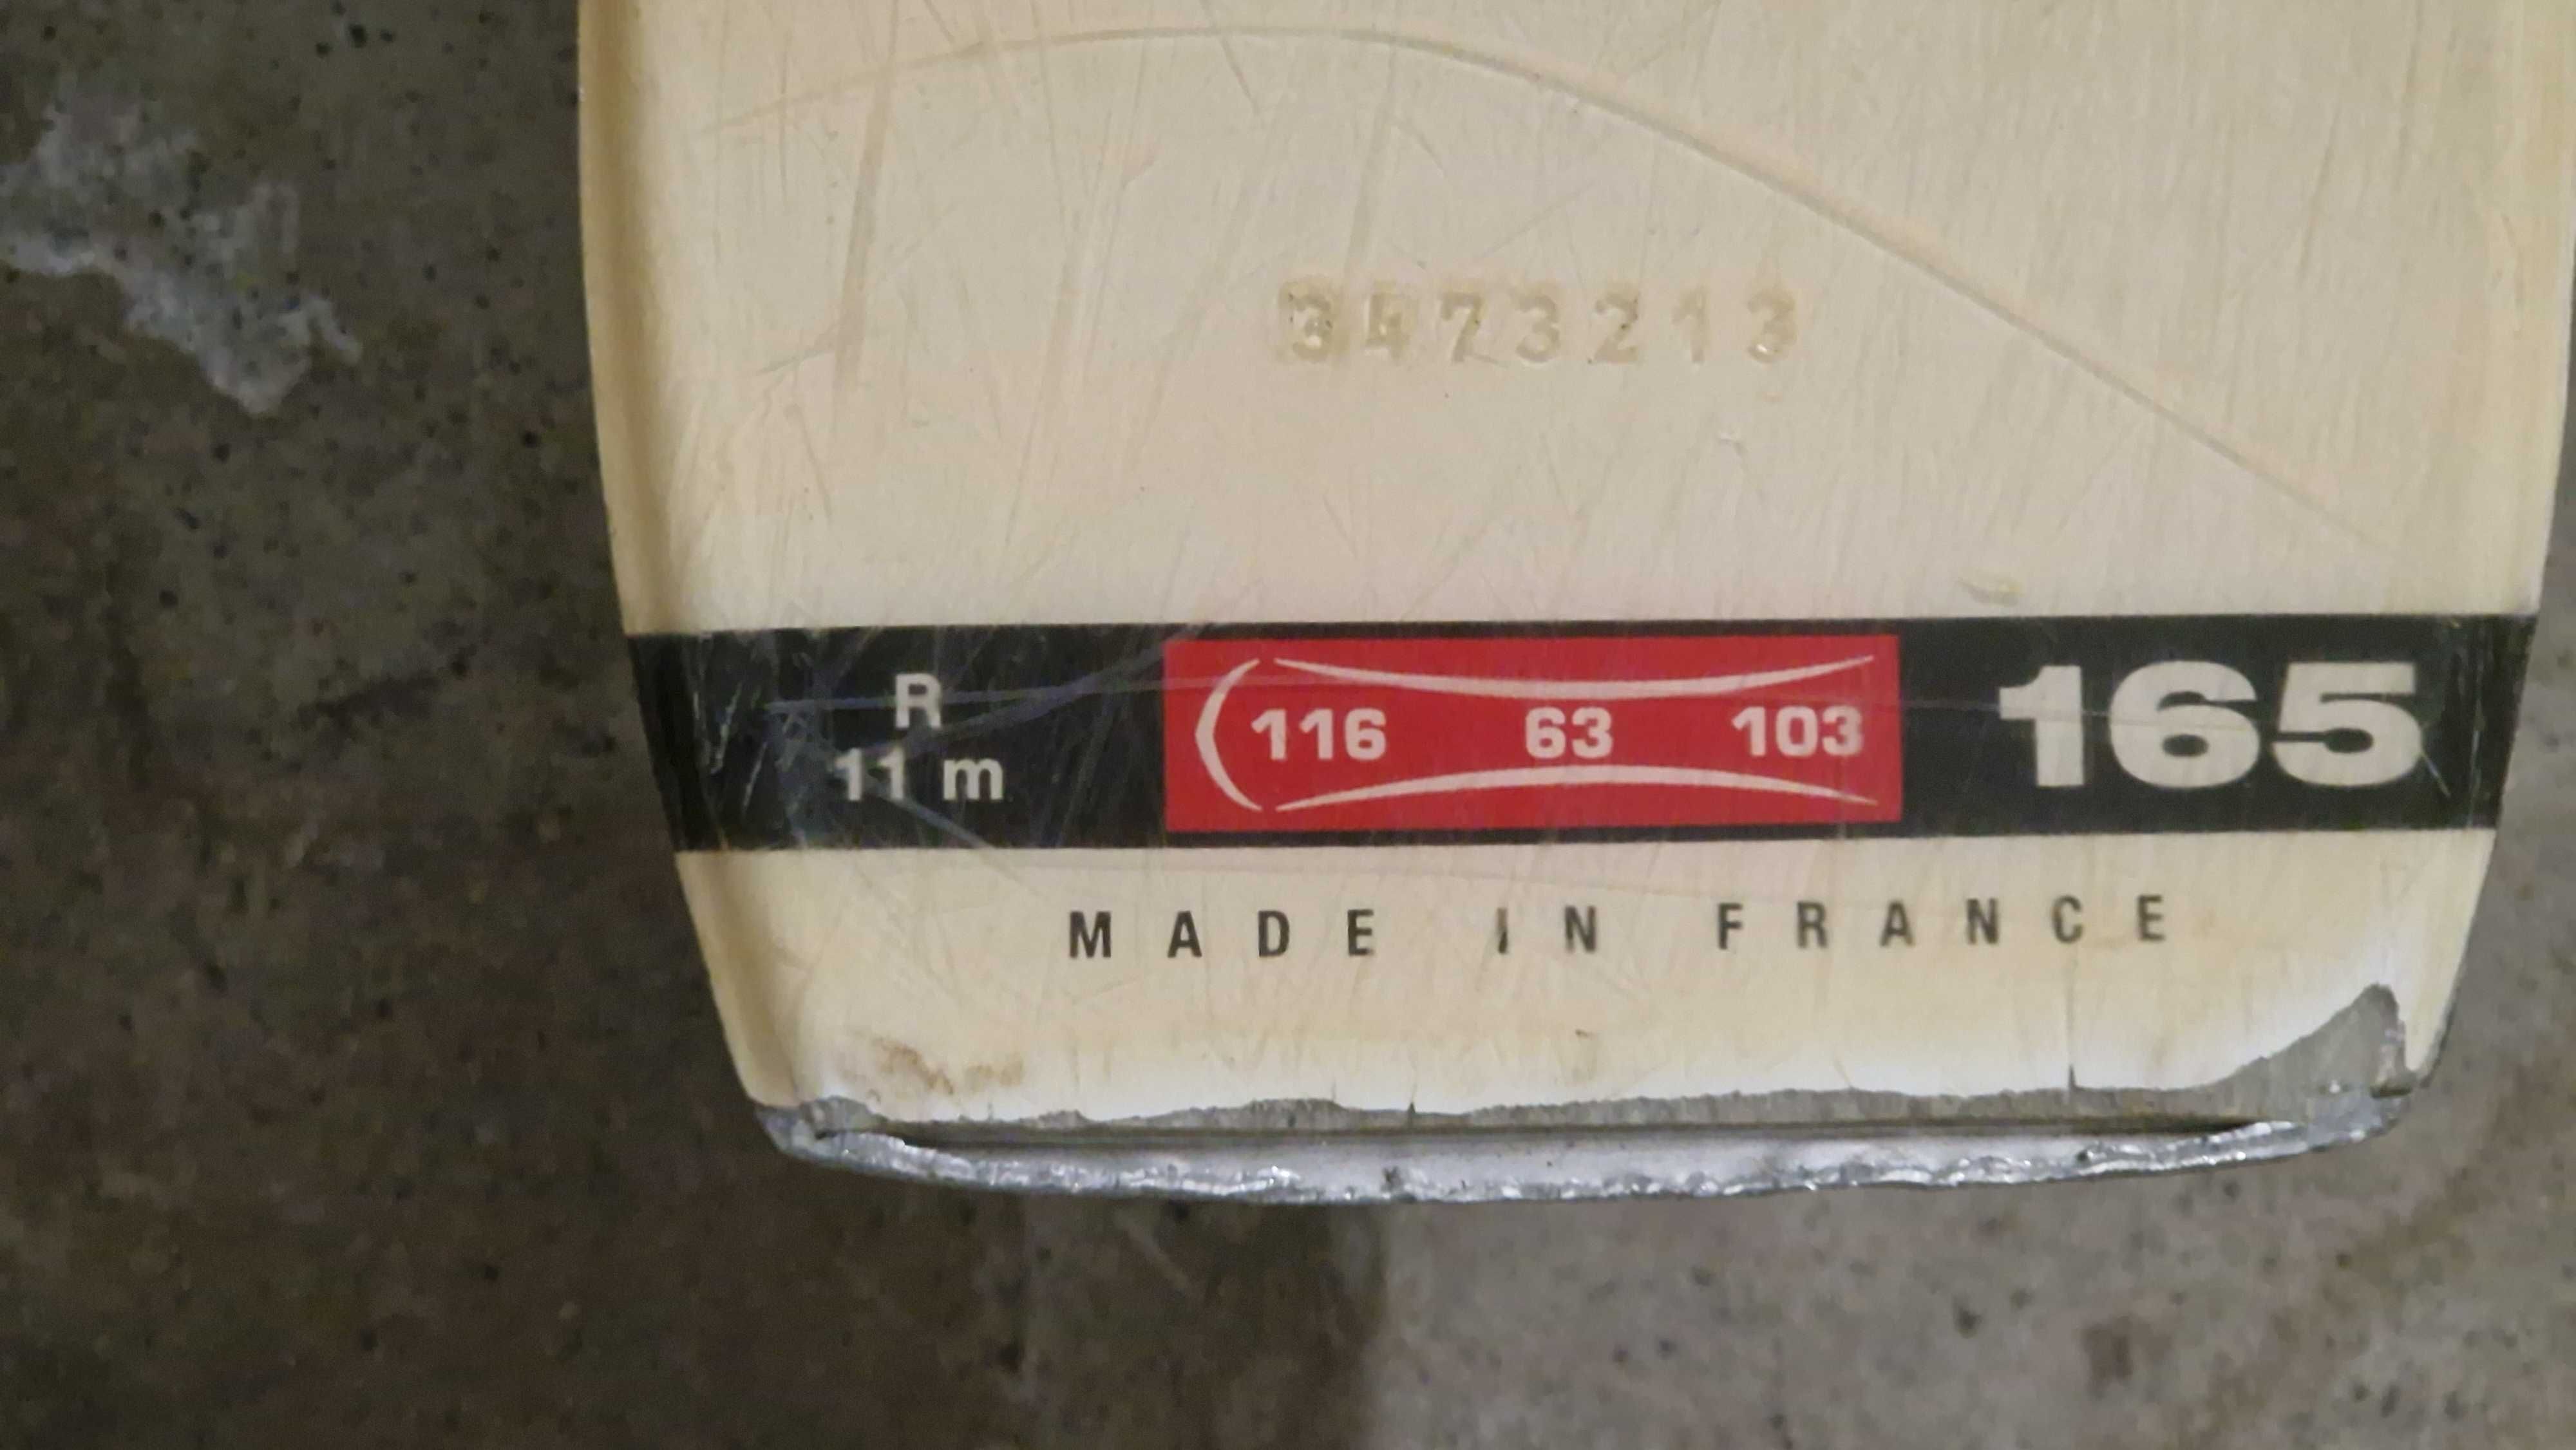 3473213
R
11 m
116 63 103
165
MADE IN FRANCE